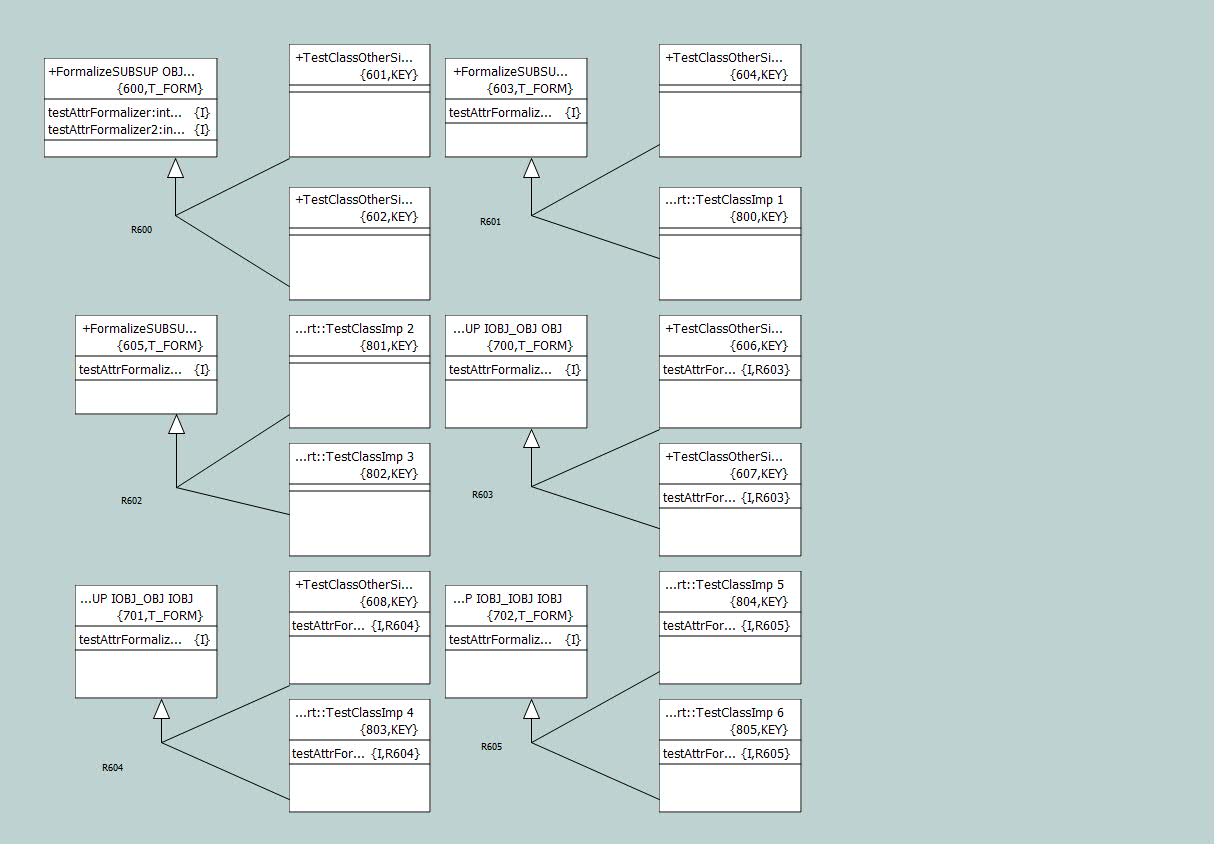 +FormalizeSUBSUP OBJ...
{600,T_FORM}
testAttrFormalizer:int... {I}
testAttrFormalizer2:in... {I}
+TestClassOtherSi...
{601,KEY}
+TestClassOtherSi...
{602,KEY}
R600
+FormalizeSUBSU...
{603,T_FORM}
testAttrFormaliz... {I}
+TestClassOtherSi...
{604,KEY}
...rt::TestClassImp 1
{800,KEY}
R601
+FormalizeSUBSU...
{605,T_FORM}
testAttrFormaliz... {I}
...rt::TestClassImp 2
{801,KEY}
...rt::TestClassImp 3
{802,KEY}
R602
...UP IOBJ_OBJ OBJ
{700,T_FORM}
testAttrFormaliz... {I}
+TestClassOtherSi...
{606,KEY}
testAttrFor... {I,R603}
+TestClassOtherSi...
{607,KEY}
testAttrFor... {I,R603}
R603
...UP IOBJ_OBJ IOBJ
{701,T_FORM}
testAttrFormaliz... {I}
+TestClassOtherSi...
{608,KEY}
testAttrFor... {I,R604}
...rt::TestClassImp 4
{803,KEY}
testAttrFor... {I,R604}
R604
...P IOBJ_IOBJ IOBJ
{702,T_FORM}
testAttrFormaliz... {I}
...rt::TestClassImp 5
{804,KEY}
testAttrFor... {I,R605}
...rt::TestClassImp 6
{805,KEY}
testAttrFor... {I,R605}
R605